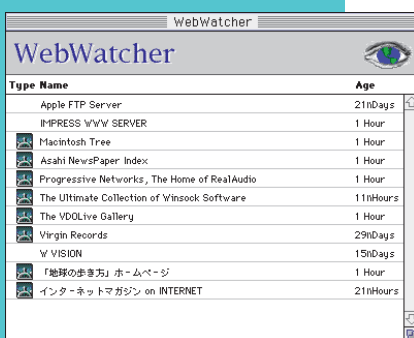 WebWatcher
WebWatcher
Type Name Age
Apple FTP Server 21nDays
IMPRESS WWW SERVER 1 Hour
Macintosh Tree 1 Hour
Asahi NewsPaper Index 1 Hour
Progressive Networks, The Home of RealAudio 1 Hour
The Ultimate Collection of Winsock Software 11nHours
The VDOLive Gallery 1 Hour
Virgin Records 29nDays
W VISION 15nDays
「地球の歩き方」ホームページ 1 Hour
インターネットマガジン on INTERNET 21nHours